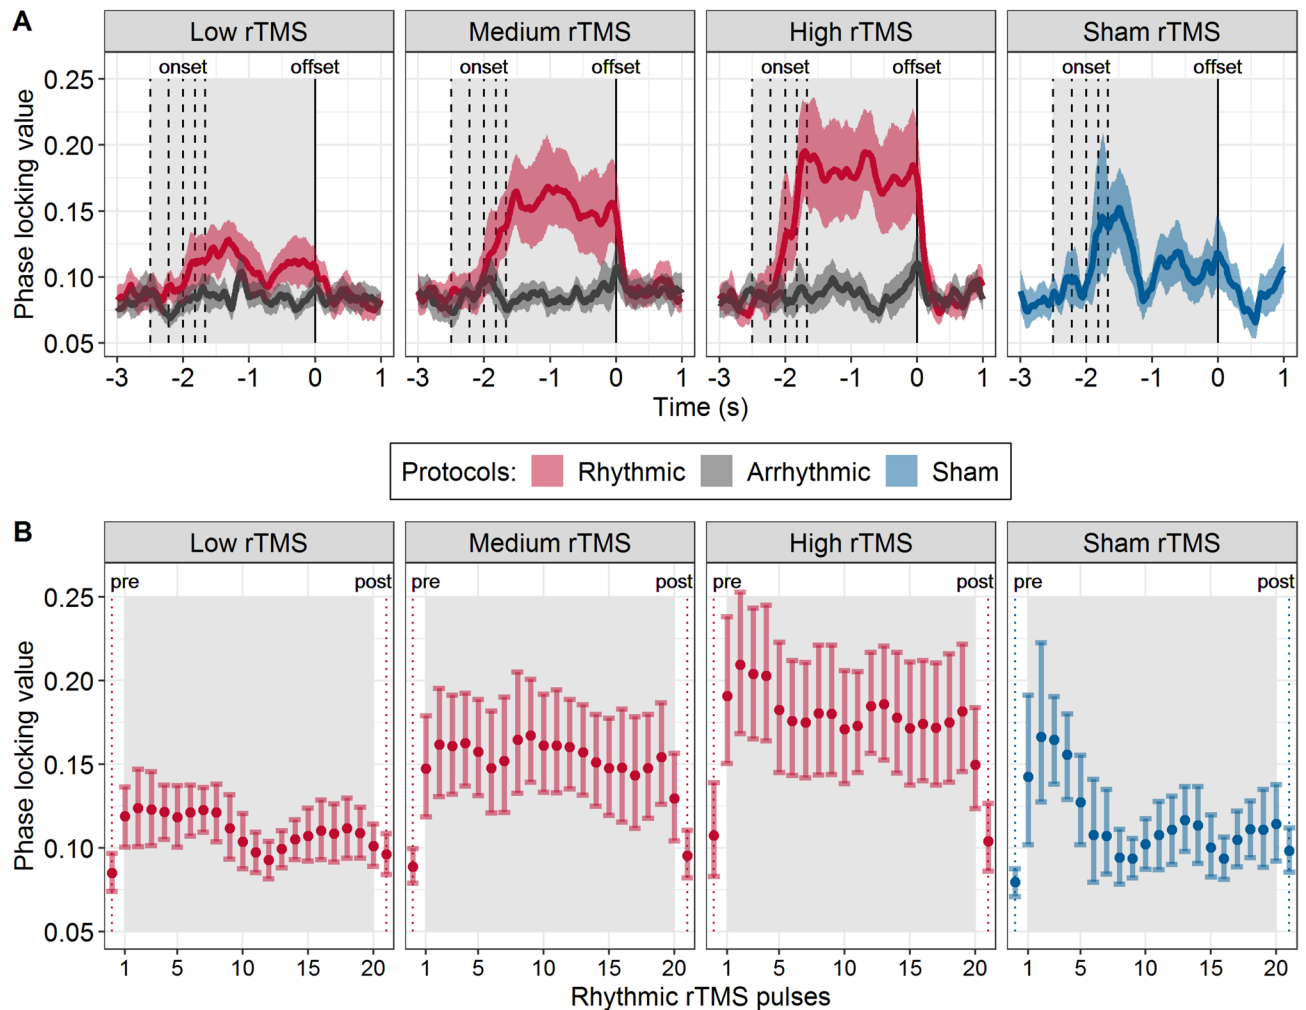 A
Low rTMS Medium rTMS High rTMS Sham rTMS
onset offset onset offset onset offset onset offset
0.25
0.20
0.15
0.10
0.05
Phase locking value
-3 -2 -1 0 1 -3 -2 -1 0 1 -3 -2 -1 0 1 -3 -2 -1 0 1
Time (s)
Protocols: Rhythmic Arrhythmic Sham
B
Low rTMS Medium rTMS High rTMS Sham rTMS
pre post pre post pre post pre post
0.25
0.20
0.15
0.10
0.05
Phase locking value
1 5 10 15 20 1 5 10 15 20 1 5 10 15 20 1 5 10 15 20
Rhythmic rTMS pulses